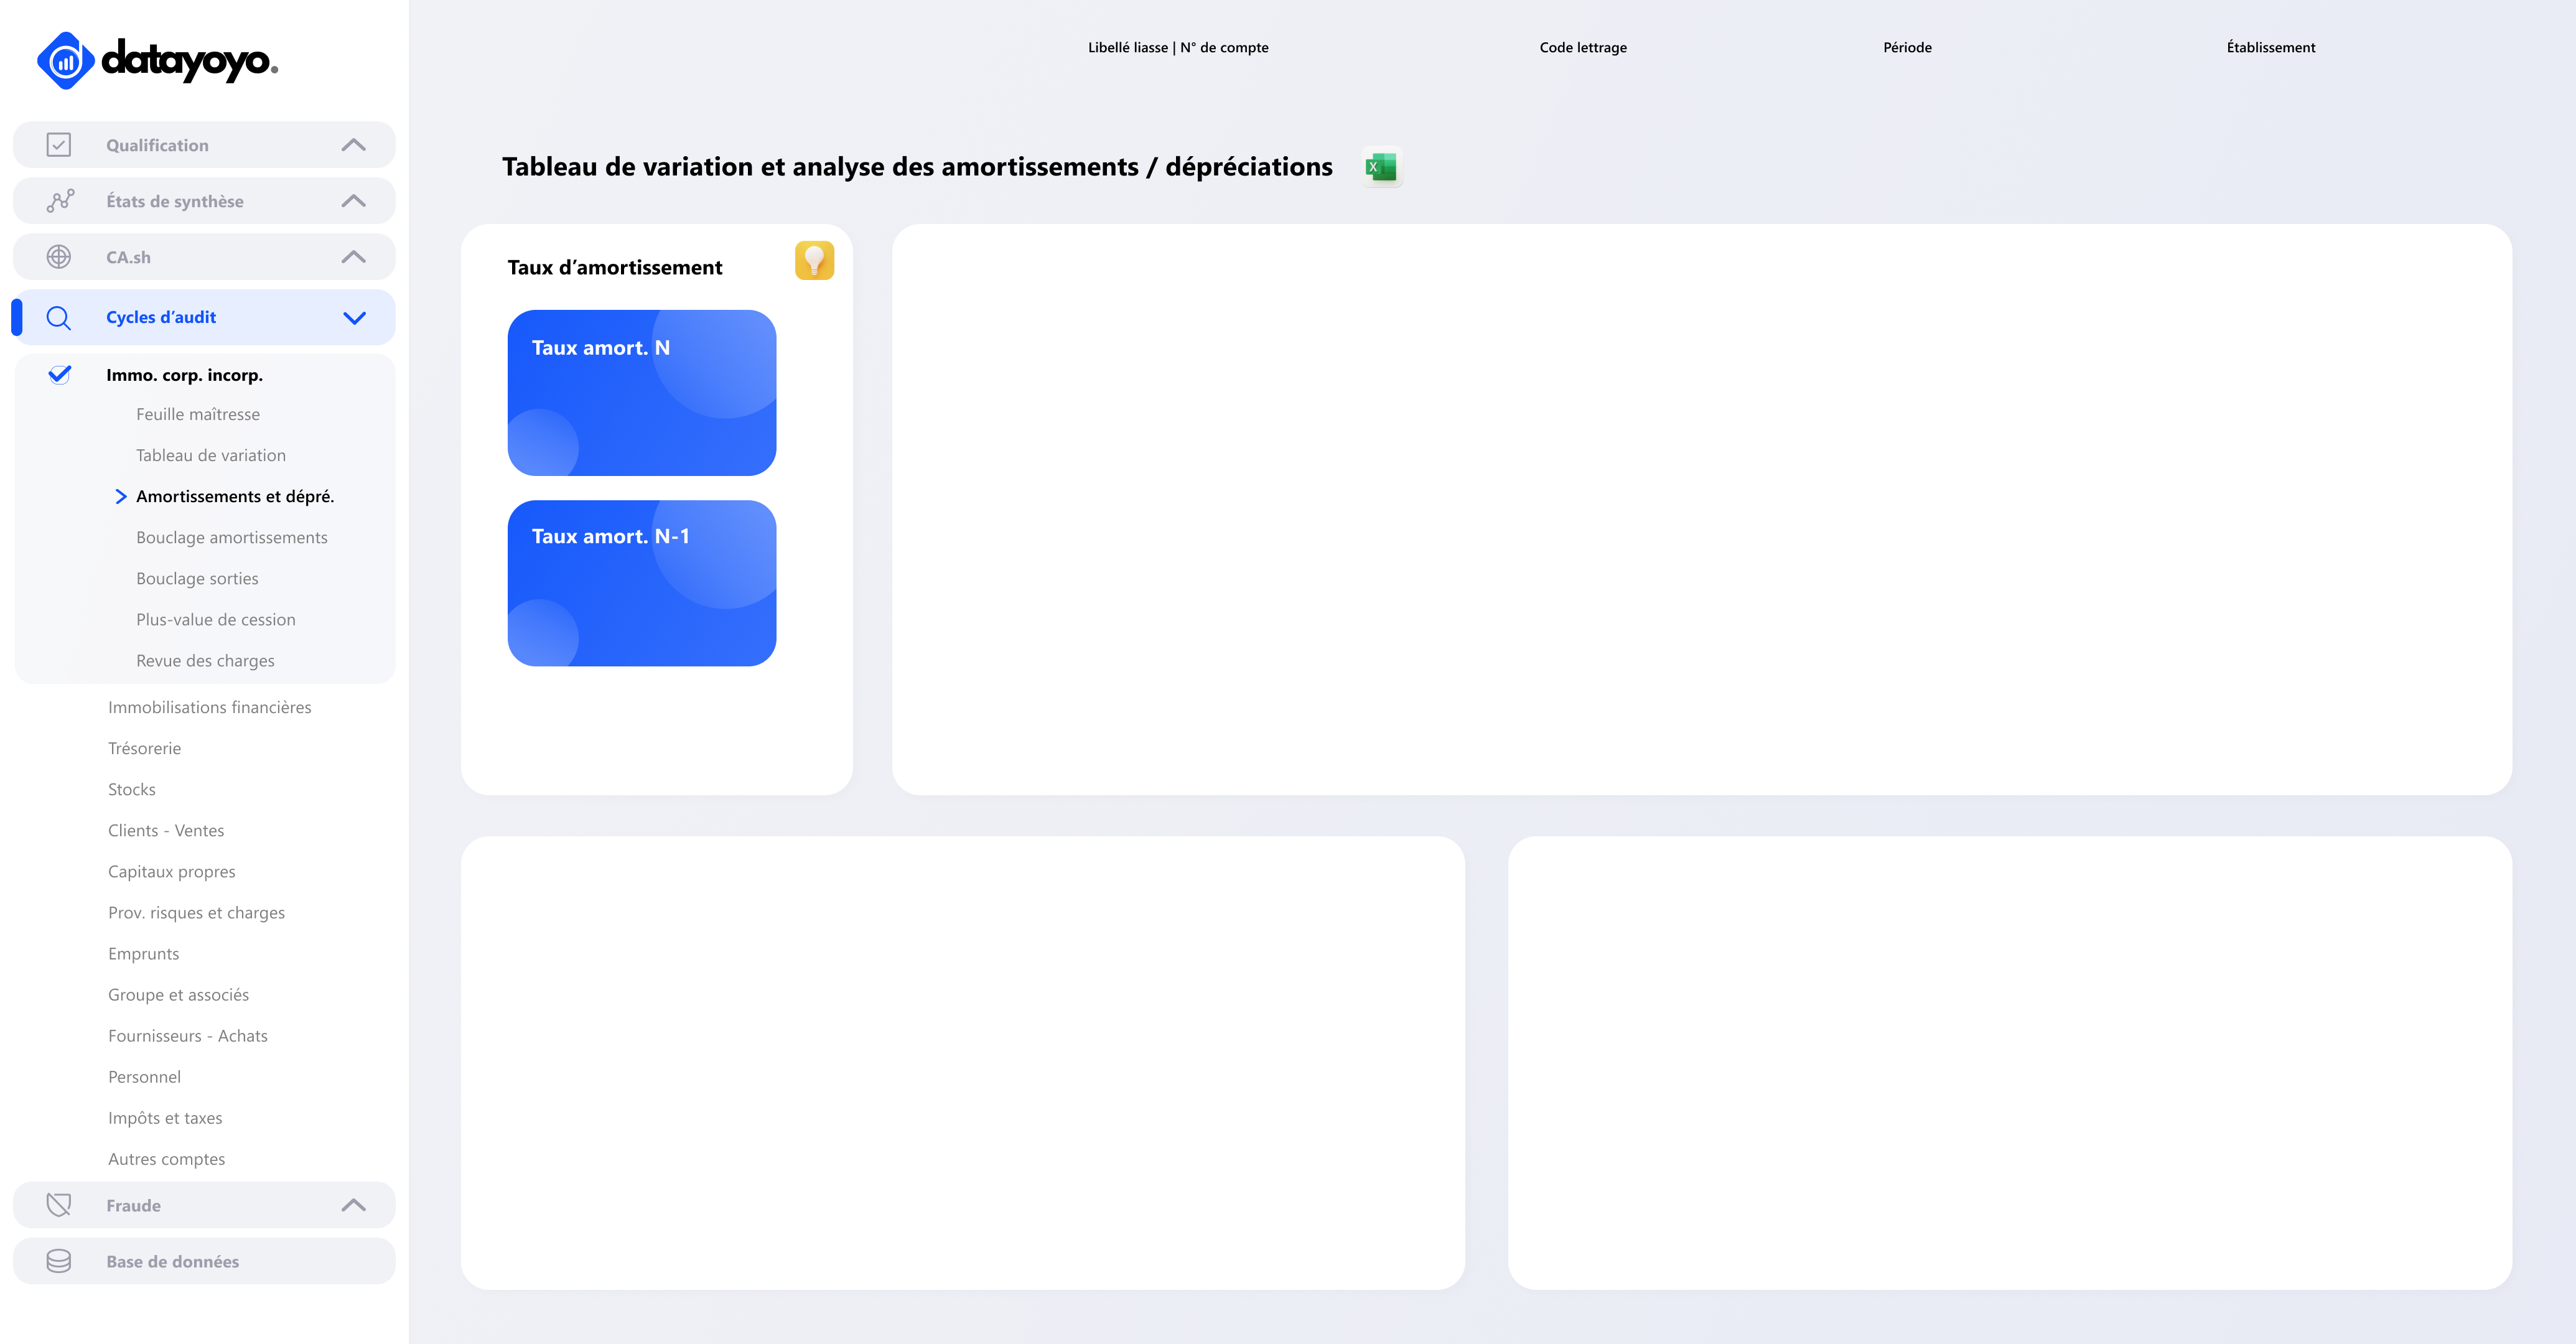 datayoyo.
Qualification
États de synthèse
CA.sh
Cycles d’audit
Immo. corp. incorp.
Feuille maîtresse
Tableau de variation
Amortissements et dépré.
Bouclage amortissements
Bouclage sorties
Plus-value de cession
Revue des charges
Immobilisations financières
Trésorerie
Stocks
Clients - Ventes
Capitaux propres
Prov. risques et charges
Emprunts
Groupe et associés
Fournisseurs - Achats
Personnel
Impôts et taxes
Autres comptes
Fraude
Base de données
Libellé liasse | N° de compte
Code lettrage
Période
Établissement
Tableau de variation et analyse des amortissements / dépréciations
X
Taux d’amortissement
Taux amort. N
Taux amort. N-1